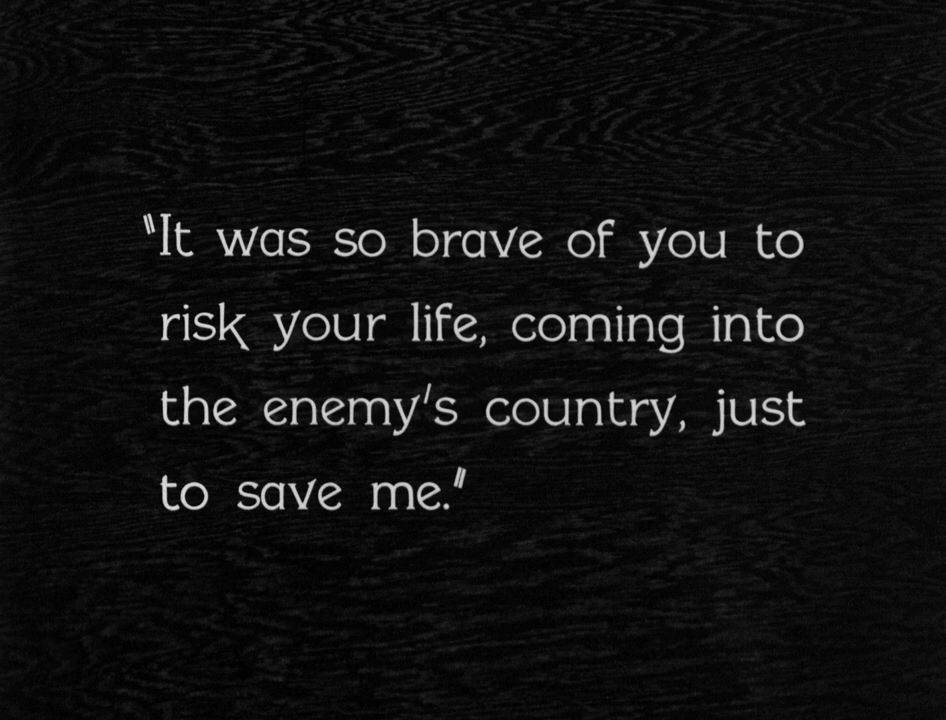 "It was so brave of you to
risk your life, coming into
the enemy's country, just
to save me."